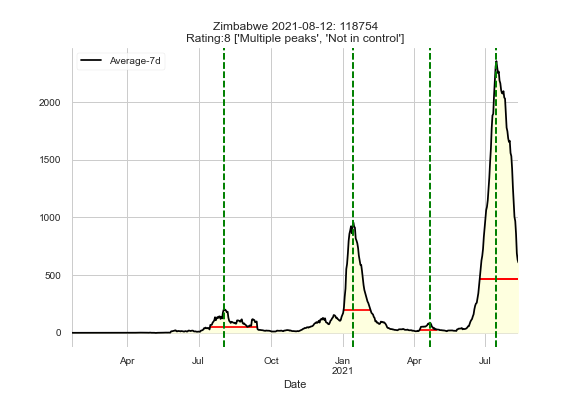 Zimbabwe 2021-08-12: 118754
Rating:8 ['Multiple peaks', 'Not in control']
Average-7d
2000
1500
1000
500
0
Apr Jul Oct Jan Apr Jul
2021
Date